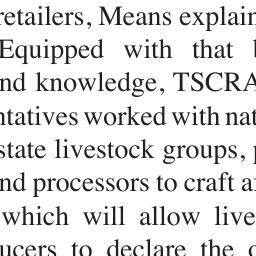 retailers, Means explain
Equipped with that
nd knowledge, TSCRA
ntatives worked with nat
state livestock groups,
nd processors to craft af
which will allow live
ucers to declare the